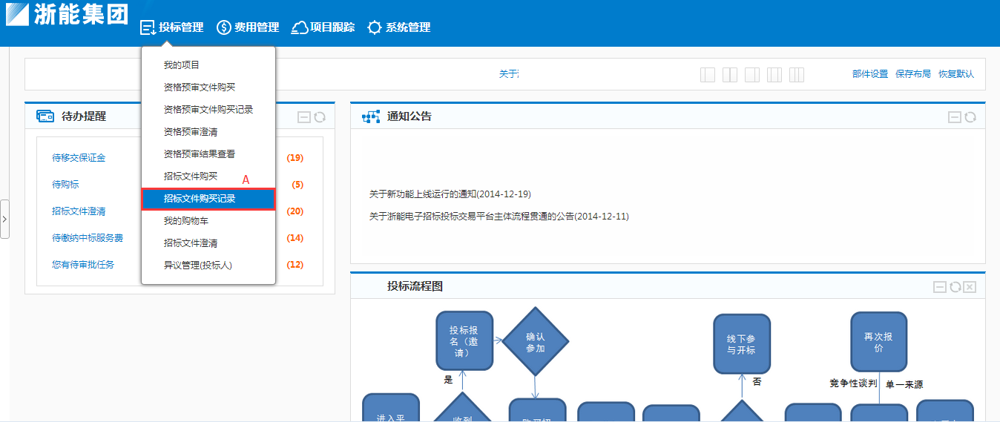 浙能集团
投标管理
费用管理
项目跟踪
系统管理
我的项目
资格预审文件购买
资格预审文件购买记录
资格预审澄清
资格预审结果查看
招标文件购买
A
招标文件购买记录
我的购物车
招标文件澄清
异议管理(投标人)
关于
部件设置
保存布局
恢复默认
待办提醒
待移交保证金
(19)
待购标
(5)
招标文件澄清
(20)
待缴纳中标服务费
(14)
您有待审批任务
(12)
通知公告
关于新功能上线运行的通知(2014-12-19)
关于浙能电子招标投标交易平台主体流程贯通的公告(2014-12-11)
投标流程图
投标报
名（邀
请）
确认
参加
线下参
与开标
再次报
价
是
否
竞争性谈判
单一来源
进入平
收到
购买招